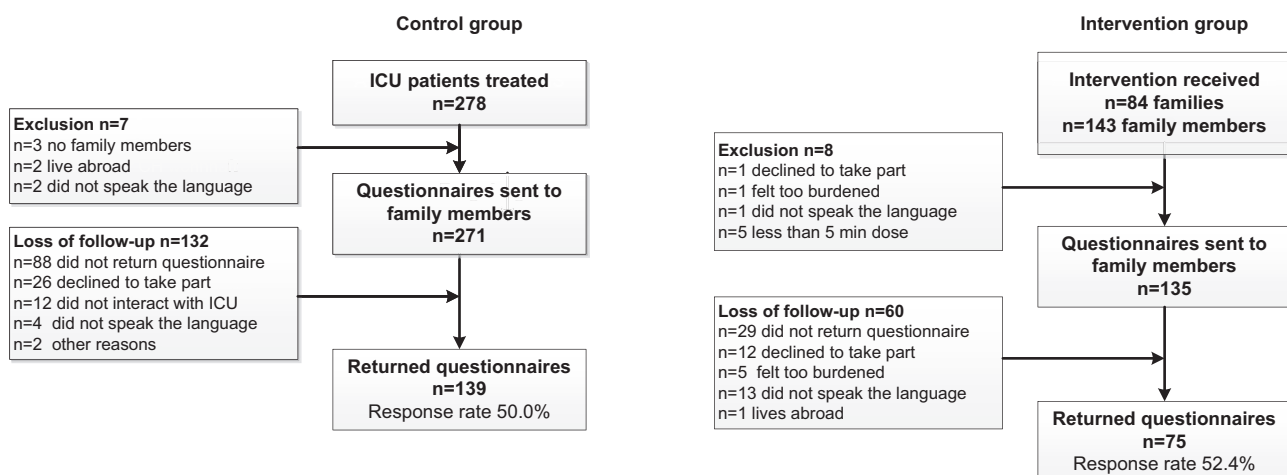 Control group
ICU patients treated
n=278
Exclusion n=7
n=3 no family members
n=2 live abroad
n=2 did not speak the language
Questionnaires sent to
family members
n=271
Loss of follow-up n=132
n=88 did not return questionnaire
n=26 declined to take part
n=12 did not interact with ICU
n=4 did not speak the language
n=2 other reasons
Returned questionnaires
n=139
Response rate 50.0%
Intervention group
Intervention received
n=84 families
n=143 family members
Exclusion n=8
n=1 declined to take part
n=1 felt too burdened
n=1 did not speak the language
n=5 less than 5 min dose
Questionnaires sent to
family members
n=135
Loss of follow-up n=60
n=29 did not return questionnaire
n=12 declined to take part
n=5 felt too burdened
n=13 did not speak the language
n=1 lives abroad
Returned questionnaires
n=75
Response rate 52.4%